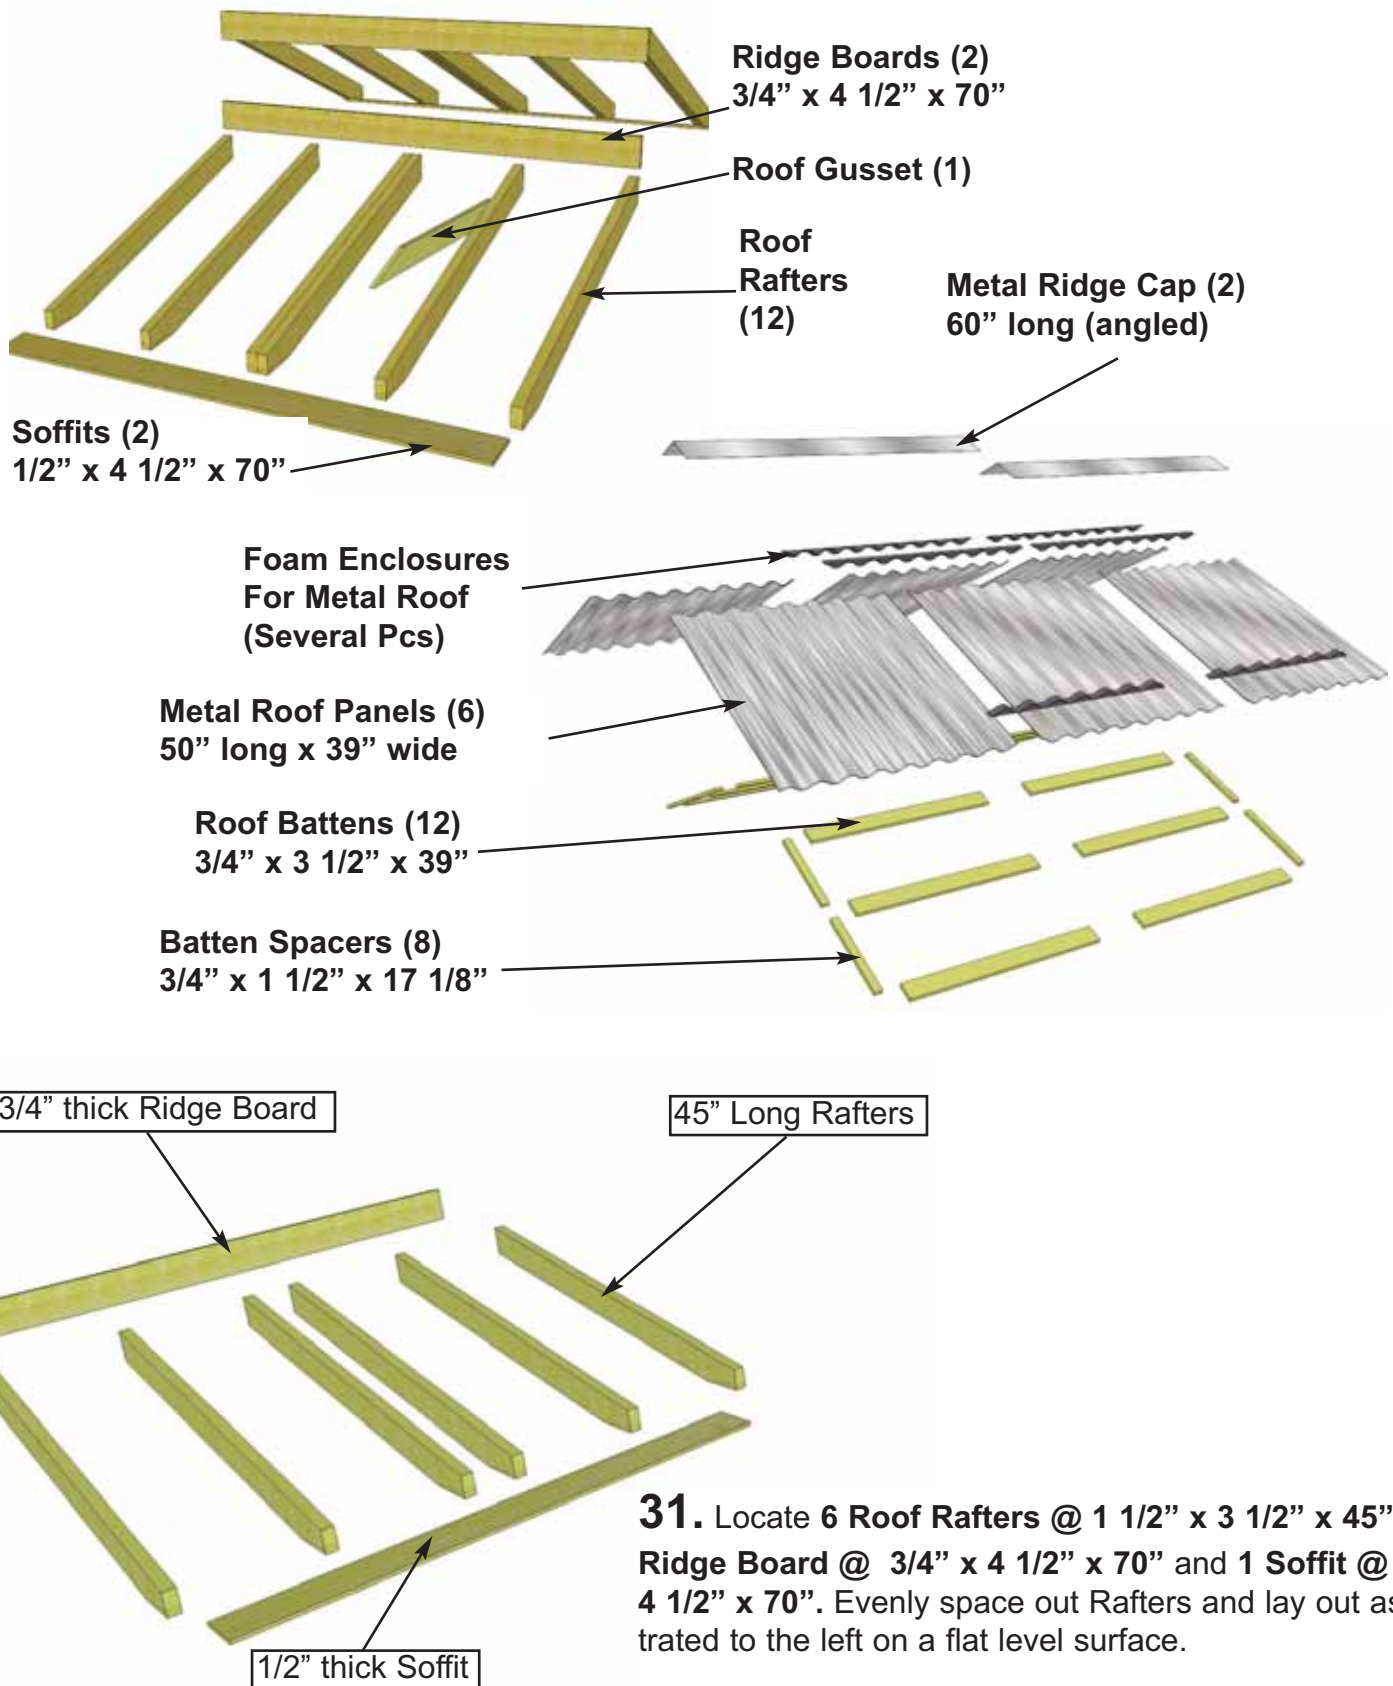 Ridge Boards (2)
3/4” x 4 1/2” x 70”
Roof Gusset (1)
Roof
Rafters
(12)
Metal Ridge Cap (2)
60” long (angled)
Soffits (2)
1/2” x 4 1/2” x 70”
Foam Enclosures
For Metal Roof
(Several Pcs)
Metal Roof Panels (6)
50” long x 39” wide
Roof Battens (12)
3/4” x 3 1/2” x 39”
Batten Spacers (8)
3/4” x 1 1/2” x 17 1/8”
3/4” thick Ridge Board
45” Long Rafters
31. Locate 6 Roof Rafters @ 1 1/2” x 3 1/2” x 45”
Ridge Board @ 3/4” x 4 1/2” x 70” and 1 Soffit @
4 1/2” x 70”. Evenly space out Rafters and lay out as
trated to the left on a flat level surface.
1/2” thick Soffit